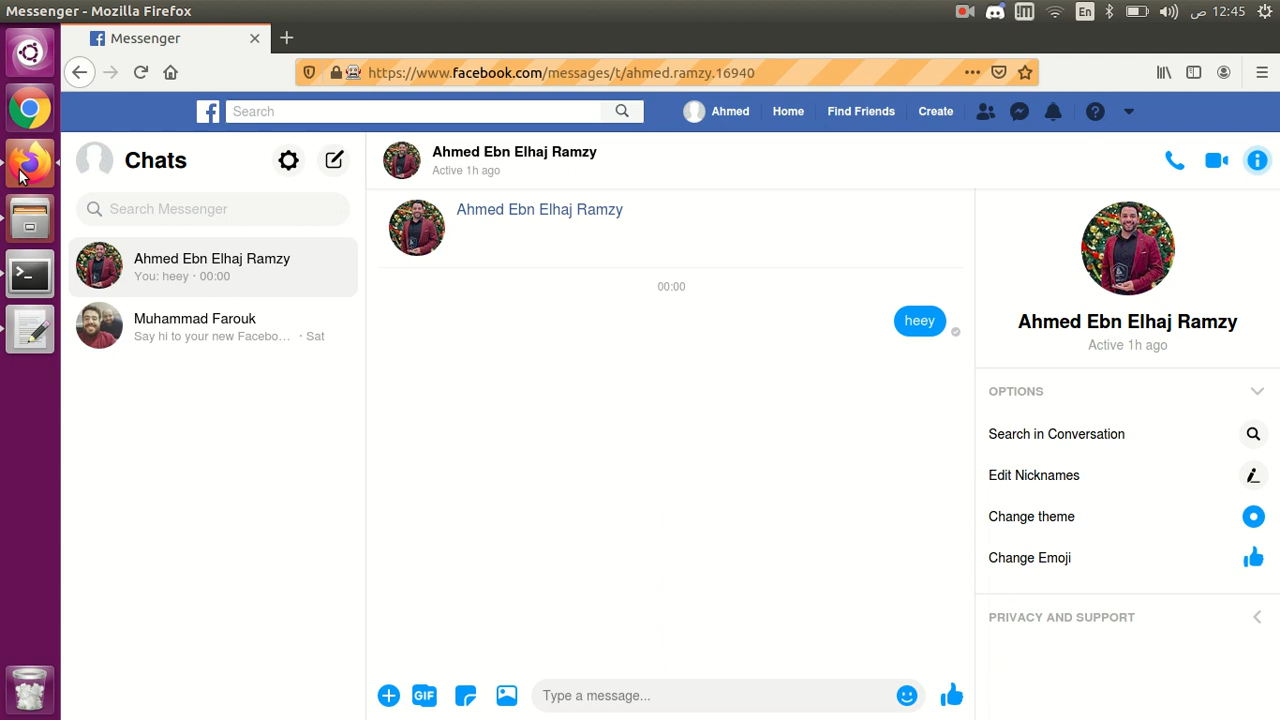 Messenger - Mozilla Firefox
En
ص 12:45
Messenger
https://www.facebook.com/messages/t/ahmed.ramzy.16940
Search
Ahmed
Home
Find Friends
Create
Chats
Search Messenger
Ahmed Ebn Elhaj Ramzy
You: heey · 00:00
Muhammad Farouk
Say hi to your new Facebo... · Sat
Ahmed Ebn Elhaj Ramzy
Active 1h ago
Ahmed Ebn Elhaj Ramzy
00:00
heey
GIF
Type a message...
Ahmed Ebn Elhaj Ramzy
Active 1h ago
OPTIONS
Search in Conversation
Edit Nicknames
Change theme
Change Emoji
PRIVACY AND SUPPORT